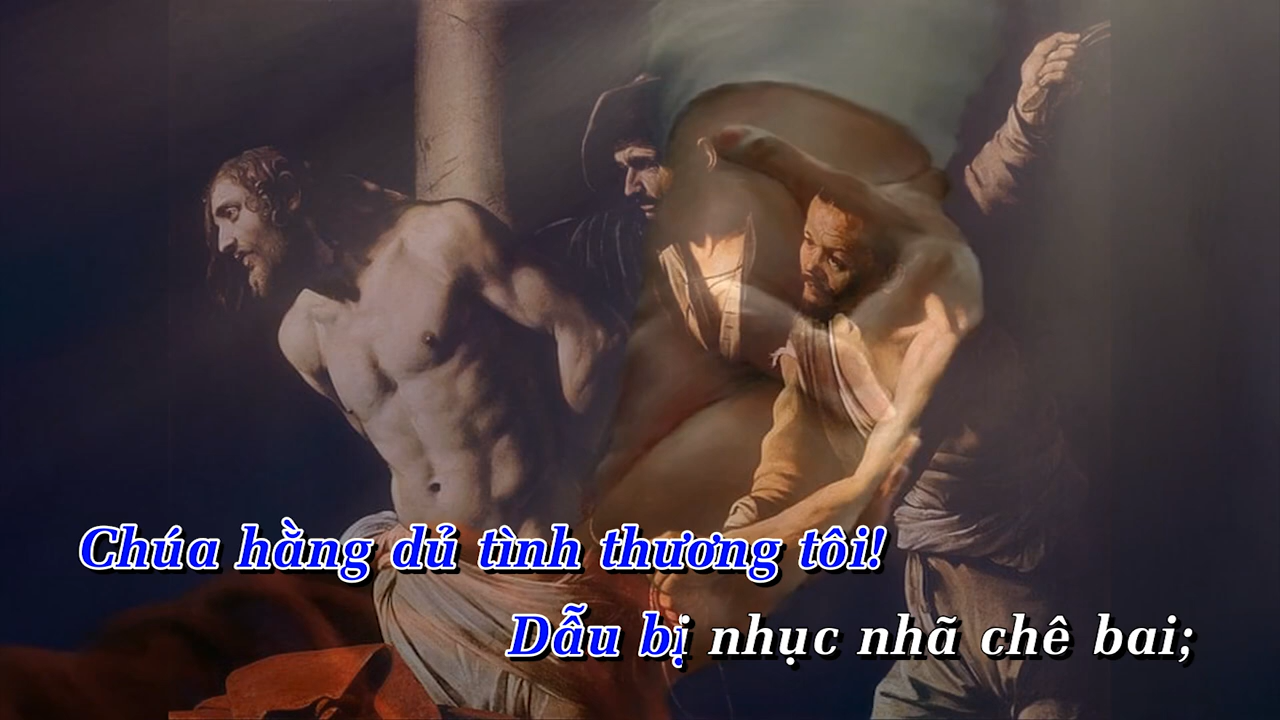 Chúa hằng dủ tình thương tôi!
Dẫu bị nhục nhã chê bai;